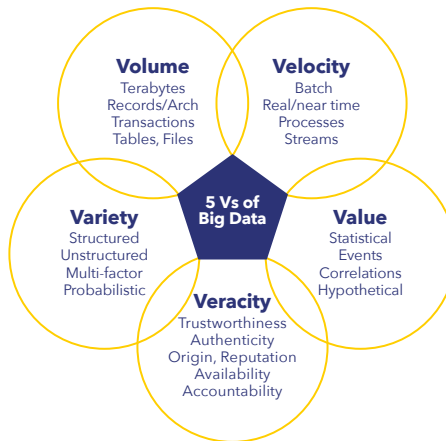 Volume
Terabytes
Records/Arch
Transactions
Tables, Files
Velocity
Batch
Real/near time
Processes
Streams
5 Vs of
Big Data
Variety
Structured
Unstructured
Multi-factor
Probabilistic
Value
Statistical
Events
Correlations
Hypothetical
Veracity
Trustworthiness
Authenticity
Origin, Reputation
Availability
Accountability